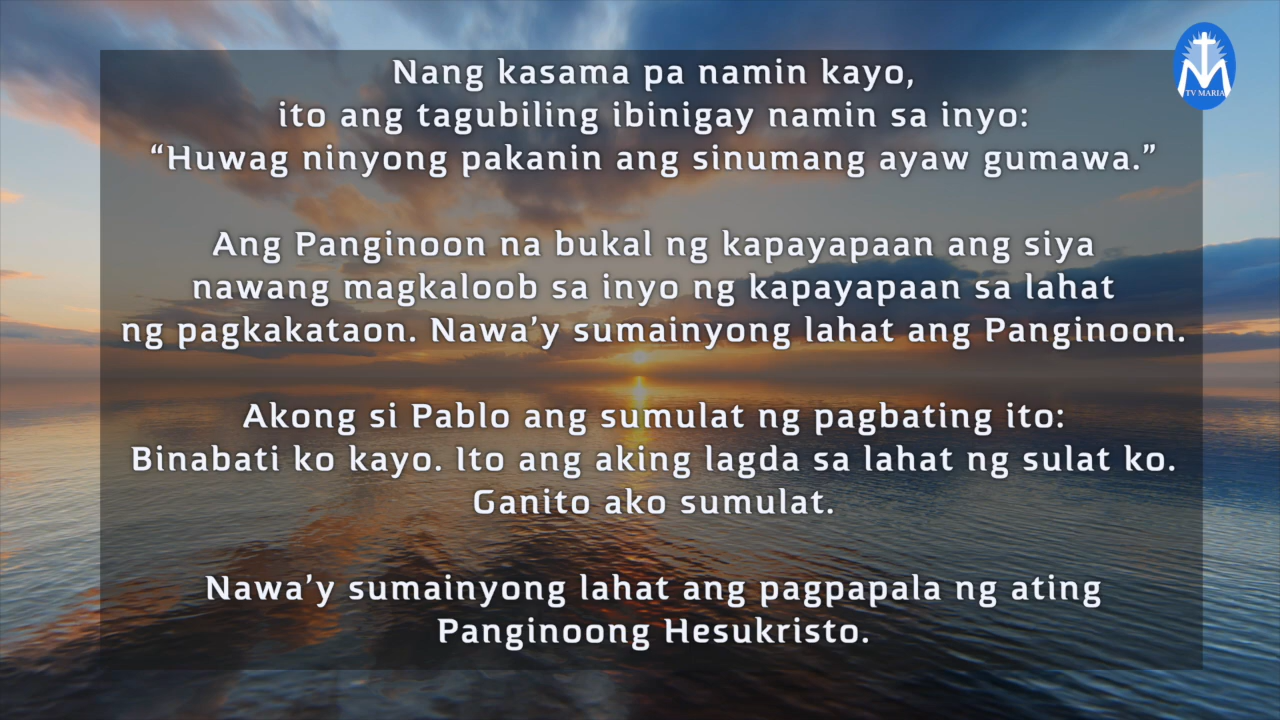 Nang kasama pa namin kayo,
ito ang tagubiling ibinigay namin sa inyo:
“Huwag ninyong pakanin ang sinumang ayaw gumawa.”
Ang Panginoon na bukal ng kapayapaan ang siya
nawang magkaloob sa inyo ng kapayapaan sa lahat
ng pagkakataon. Nawa’y sumainyong lahat ang Panginoon.
Akong si Pablo ang sumulat ng pagbating ito:
Binabati ko kayo. Ito ang aking lagda sa lahat ng sulat ko.
Ganito ako sumulat.
Nawa’y sumainyong lahat ang pagpapala ng ating
Panginoong Hesukristo.
TV MARIA